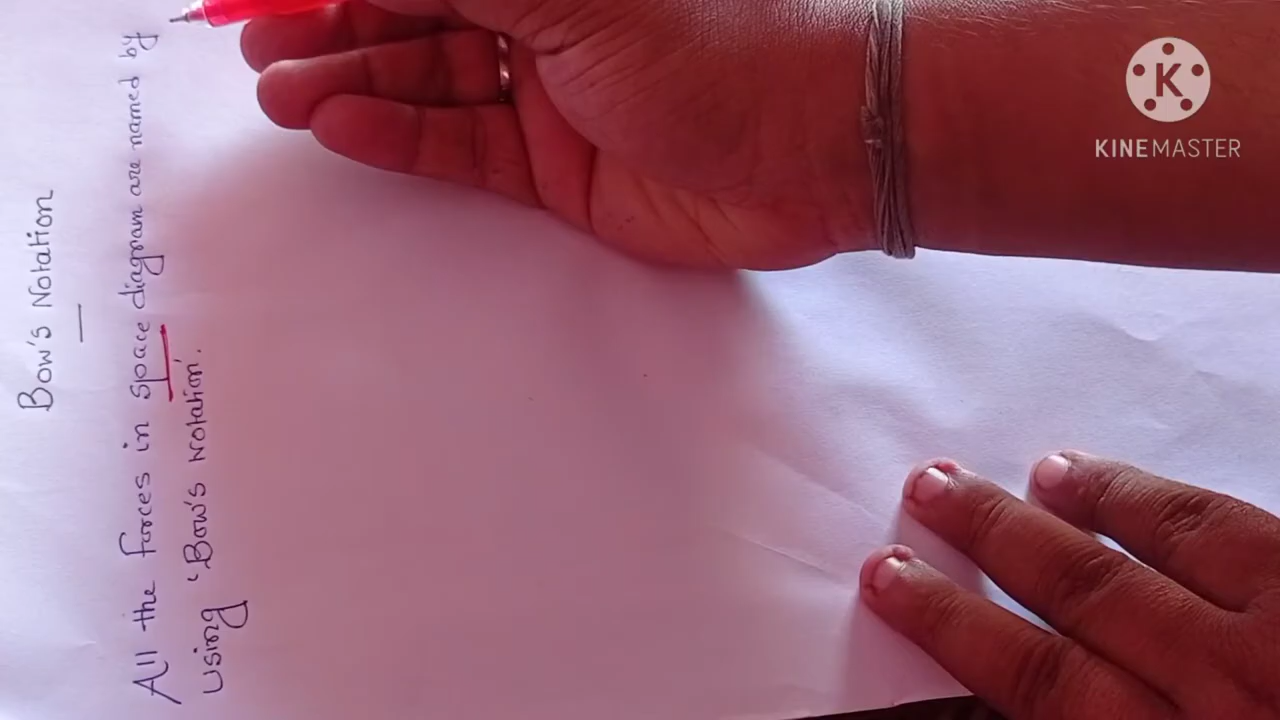 Bow's Notation
All the forces in space diagram are named by
using 'Bow's Notation'.
K
KINEMASTER